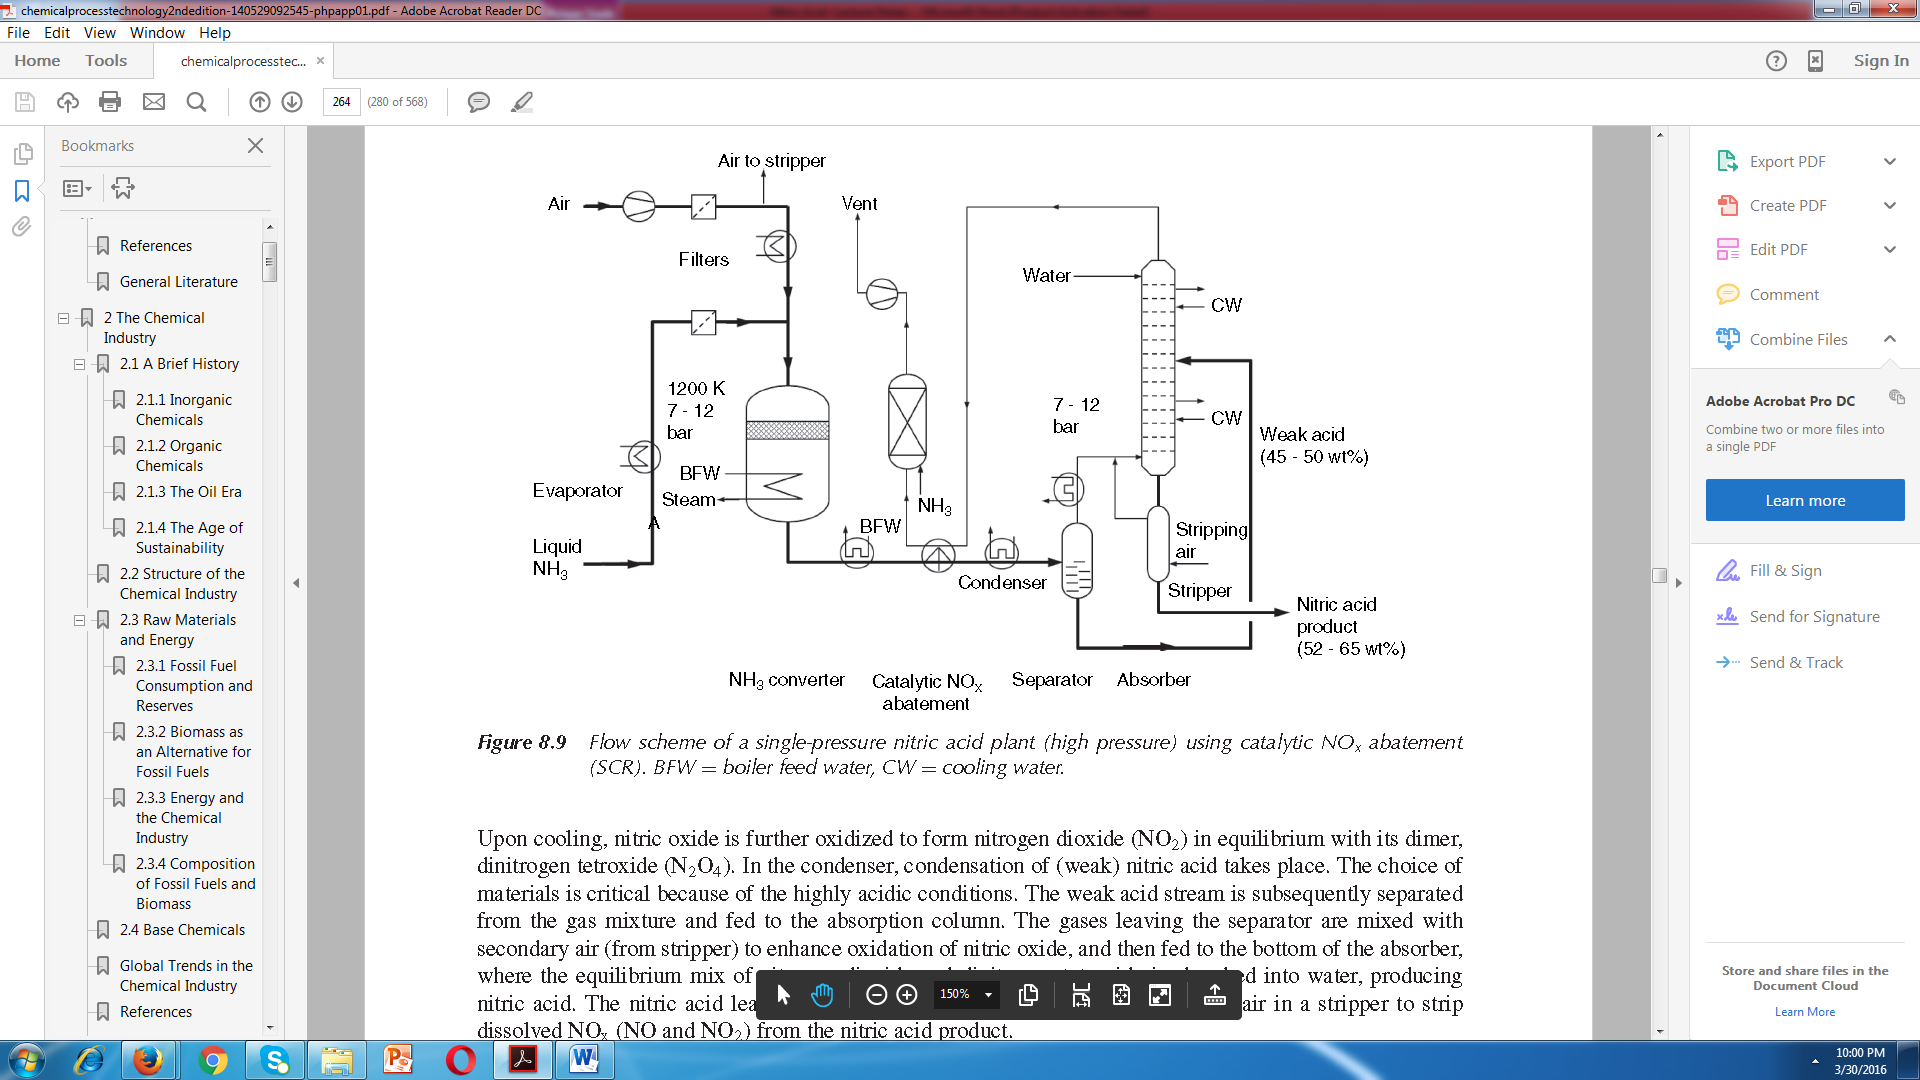 chemicalprocesstechnology2ndedition-140529092545-phpapp01.pdf - Adobe Acrobat Reader DC
File Edit View Window Help
Home Tools chemicalprocesstec... × Sign In
264 (280 of 568)
Bookmarks
References
General Literature
2 The Chemical
Industry
2.1 A Brief History
2.1.1 Inorganic
Chemicals
2.1.2 Organic
Chemicals
2.1.3 The Oil Era
2.1.4 The Age of
Sustainability
2.2 Structure of the
Chemical Industry
2.3 Raw Materials
and Energy
2.3.1 Fossil Fuel
Consumption and
Reserves
2.3.2 Biomass as
an Alternative for
Fossil Fuels
2.3.3 Energy and
the Chemical
Industry
2.3.4 Composition
of Fossil Fuels and
Biomass
2.4 Base Chemicals
Global Trends in the
Chemical Industry
References
Air to stripper
Air
Vent
Filters
Water
CW
1200 K
7 - 12
bar
7 - 12
bar
CW
Weak acid
(45 - 50 wt%)
BFW
Steam
Evaporator
A
NH3
BFW
Liquid
NH3
Stripping
air
Condenser
Stripper
Nitric acid
product
(52 - 65 wt%)
NH3 converter
Catalytic NOx
abatement
Separator
Absorber
Figure 8.9 Flow scheme of a single-pressure nitric acid plant (high pressure) using catalytic NOx abatement
(SCR). BFW = boiler feed water, CW = cooling water.
Upon cooling, nitric oxide is further oxidized to form nitrogen dioxide (NO2) in equilibrium with its dimer,
dinitrogen tetroxide (N2O4). In the condenser, condensation of (weak) nitric acid takes place. The choice of
materials is critical because of the highly acidic conditions. The weak acid stream is subsequently separated
from the gas mixture and fed to the absorption column. The gases leaving the separator are mixed with
secondary air (from stripper) to enhance oxidation of nitric oxide, and then fed to the bottom of the absorber,
where the equilibrium mix of into water, producing
nitric acid. The nitric acid air in a stripper to strip
dissolved NOx (NO and NO2) from the nitric acid product.
150%
Export PDF
Create PDF
Edit PDF
Comment
Combine Files
Adobe Acrobat Pro DC
Combine two or more files into
a single PDF
Learn more
Fill & Sign
Send for Signature
Send & Track
Store and share files in the
Document Cloud
Learn More
10:00 PM
3/30/2016